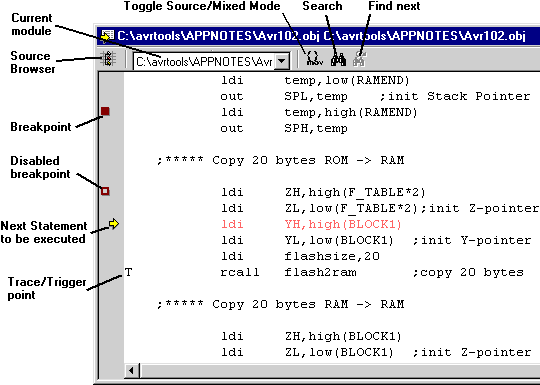 Toggle Source/Mixed Mode
Search
Find next
Current
module
C:\avrtools\APPNOTES\Avr102.obj C:\avrtools\APPNOTES\Avr102.obj
Source
Browser
C:\avrtools\APPNOTES\Avr
mov
ldi temp,low(RAMEND)
out SPL,temp ;init Stack Pointer
Breakpoint
ldi temp,high(RAMEND)
out SPH,temp
;***** Copy 20 bytes ROM -> RAM
Disabled
breakpoint
ldi ZH,high(F_TABLE*2)
ldi ZL,low(F_TABLE*2);init Z-pointer
Next Statement
to be executed
ldi YH,high(BLOCK1)
ldi YL,low(BLOCK1) ;init Y-pointer
ldi flashsize,20
Trace/Trigger
point
T rcall flash2ram ;copy 20 bytes
;***** Copy 20 bytes RAM -> RAM
ldi ZH,high(BLOCK1)
ldi ZL,low(BLOCK1) ;init Z-pointer